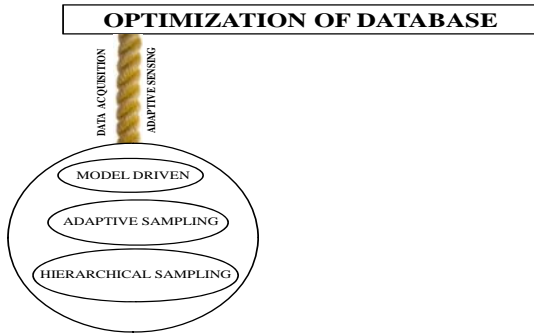 OPTIMIZATION OF DATABASE
DATA ACQUISITION
ADAPTIVE SENSING
MODEL DRIVEN
ADAPTIVE SAMPLING
HIERARCHICAL SAMPLING